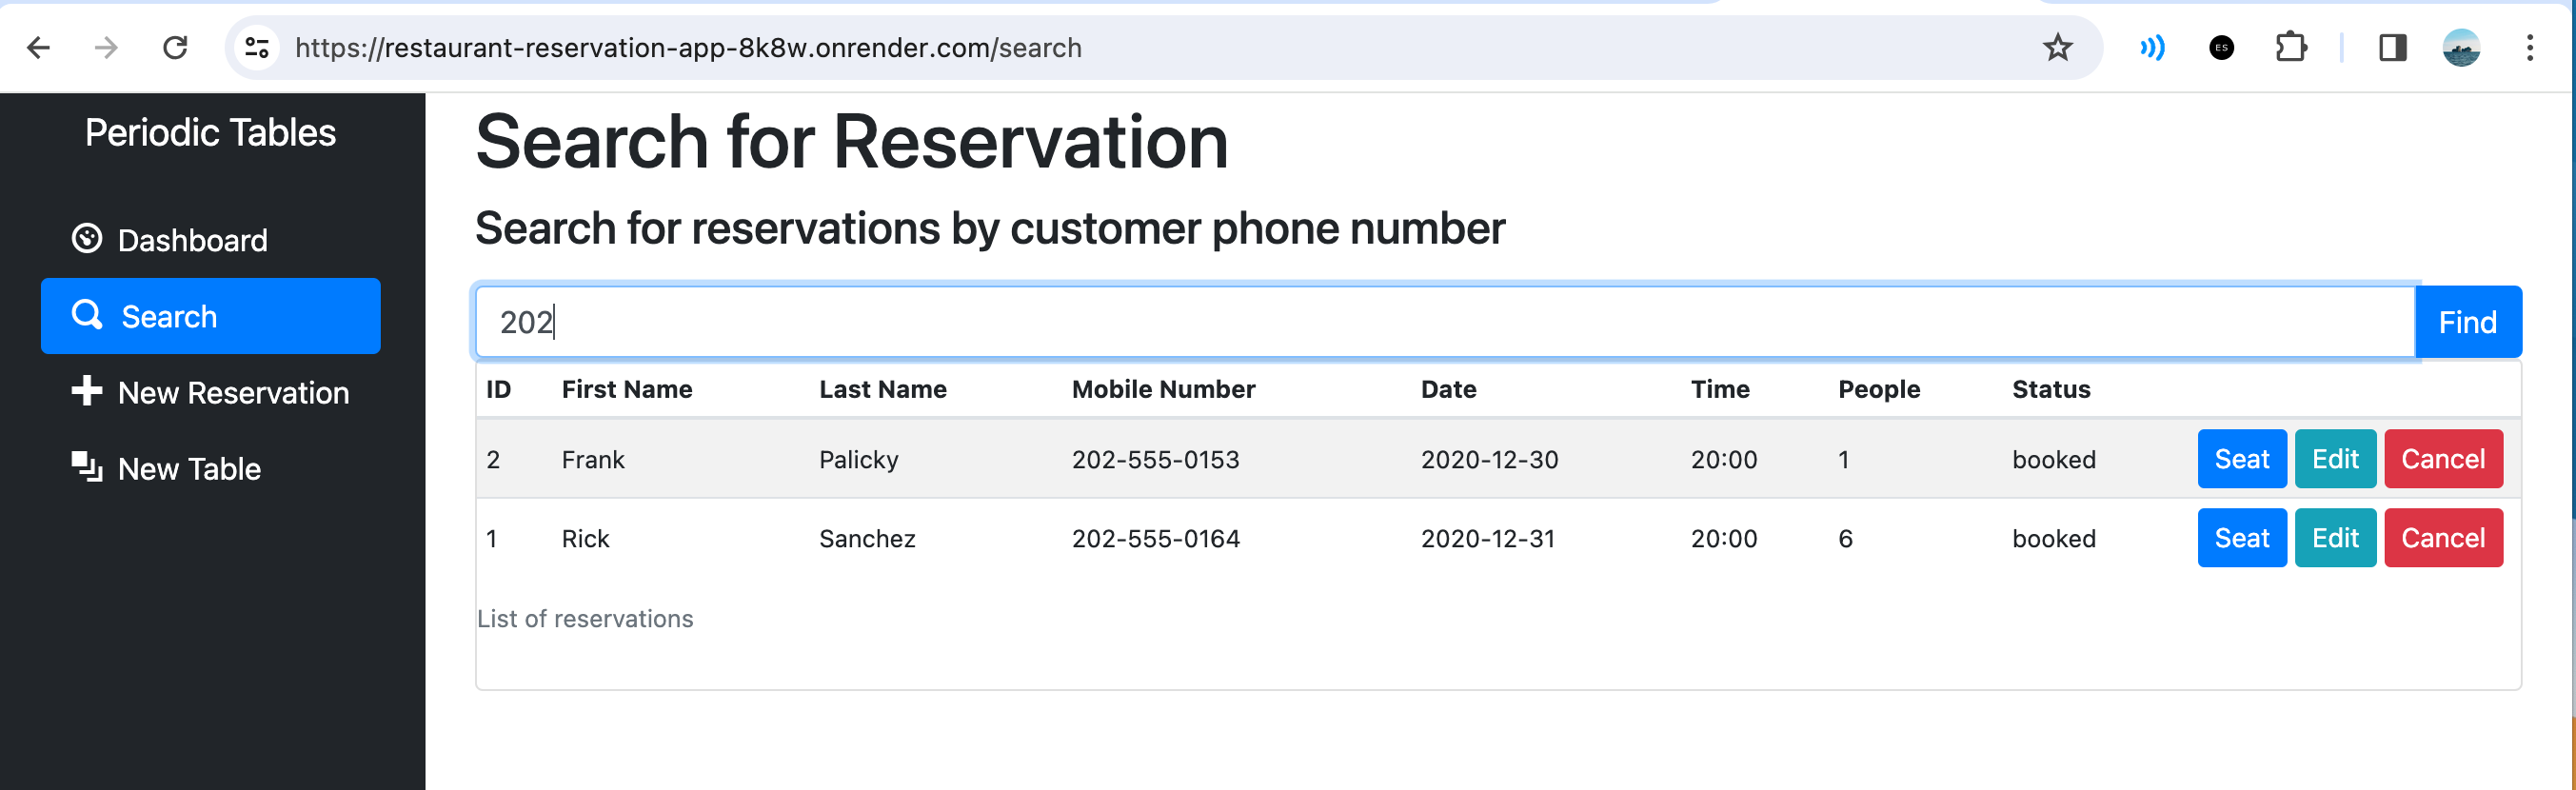 https://restaurant-reservation-app-8k8w.onrender.com/search
ES
Periodic Tables
Dashboard
Search
New Reservation
New Table
Search for Reservation
Search for reservations by customer phone number
202 Find
ID First Name Last Name Mobile Number Date Time People Status
2 Frank Palicky 202-555-0153 2020-12-30 20:00 1 booked Seat Edit Cancel
1 Rick Sanchez 202-555-0164 2020-12-31 20:00 6 booked Seat Edit Cancel
List of reservations